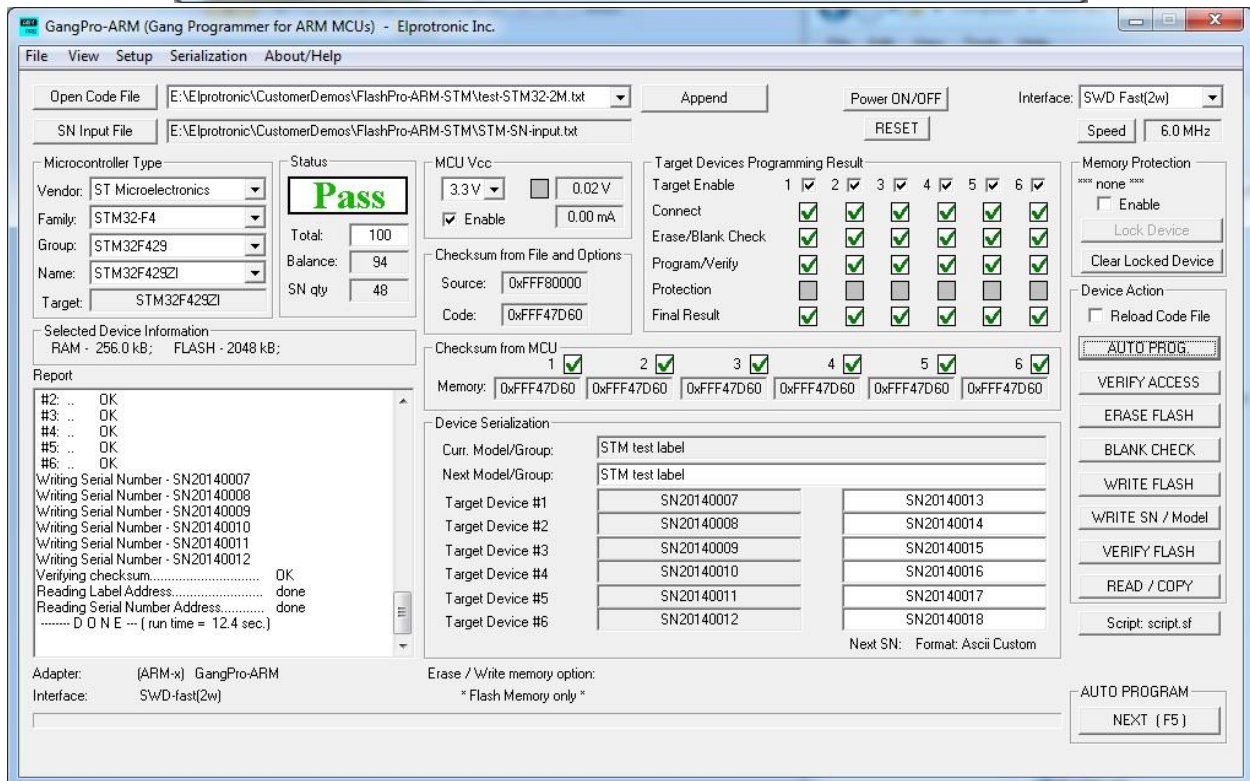 GangPro-ARM (Gang Programmer for ARM MCUs) - Elprotronic Inc.
File View Setup Serialization About/Help
Open Code File E:\Elprotronic\CustomerDemos\FlashPro-ARM-STM\test-STM32-2M.txt Append Power ON/OFF Interface: SWD Fast(2w)
SN Input File E:\Elprotronic\CustomerDemos\FlashPro-ARM-STM\STM-SN-input.txt RESET Speed 6.0 MHz
Microcontroller Type
Vendor: ST Microelectronics
Family: STM32-F4
Group: STM32F429
Name: STM32F429ZI
Target: STM32F429ZI
Status
Pass
Total: 100
Balance: 94
SN qty 48
MCU Vcc
3.3 V 0.02 V
Enable 0.00 mA
Checksum from File and Options
Source: 0xFFF80000
Code: 0xFFF47D60
Target Devices Programming Result
Target Enable 1 2 3 4 5 6
Connect
Erase/Blank Check
Program/Verify
Protection
Final Result
Memory Protection
*** none ***
Enable
Lock Device
Clear Locked Device
Selected Device Information
RAM - 256.0 kB; FLASH - 2048 kB;
Checksum from MCU
1 2 3 4 5 6
Memory: 0xFFF47D60 0xFFF47D60 0xFFF47D60 0xFFF47D60 0xFFF47D60 0xFFF47D60
Report
#2: .. OK
#3: .. OK
#4: .. OK
#5: .. OK
#6: .. OK
Writing Serial Number - SN20140007
Writing Serial Number - SN20140008
Writing Serial Number - SN20140009
Writing Serial Number - SN20140010
Writing Serial Number - SN20140011
Writing Serial Number - SN20140012
Verifying checksum............................. OK
Reading Label Address........................ done
Reading Serial Number Address............ done
-------- D O N E --- ( run time = 12.4 sec.)
Device Serialization
Curr. Model/Group: STM test label
Next Model/Group: STM test label
Target Device #1 SN20140007 SN20140013
Target Device #2 SN20140008 SN20140014
Target Device #3 SN20140009 SN20140015
Target Device #4 SN20140010 SN20140016
Target Device #5 SN20140011 SN20140017
Target Device #6 SN20140012 SN20140018
Next SN: Format: Ascii Custom
Device Action
Reload Code File
AUTO PROG
VERIFY ACCESS
ERASE FLASH
BLANK CHECK
WRITE FLASH
WRITE SN / Model
VERIFY FLASH
READ / COPY
Script: script.sf
Adapter: (ARM-x) GangPro-ARM
Interface: SWD-fast(2w)
Erase / Write memory option:
* Flash Memory only *
AUTO PROGRAM
NEXT ( F5 )